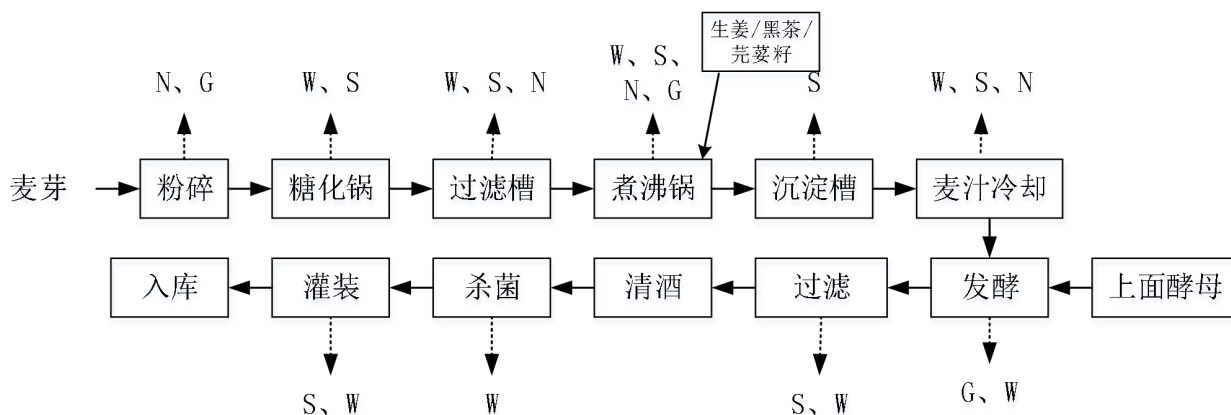 生姜/黑茶/
芫荽籽
W、S、
N、G
N、G
W、S
W、S、N
S
W、S、N
麦芽
粉碎
糖化锅
过滤槽
煮沸锅
沉淀槽
麦汁冷却
入库
灌装
杀菌
清酒
过滤
发酵
上面酵母
S、W
W
S、W
G、W